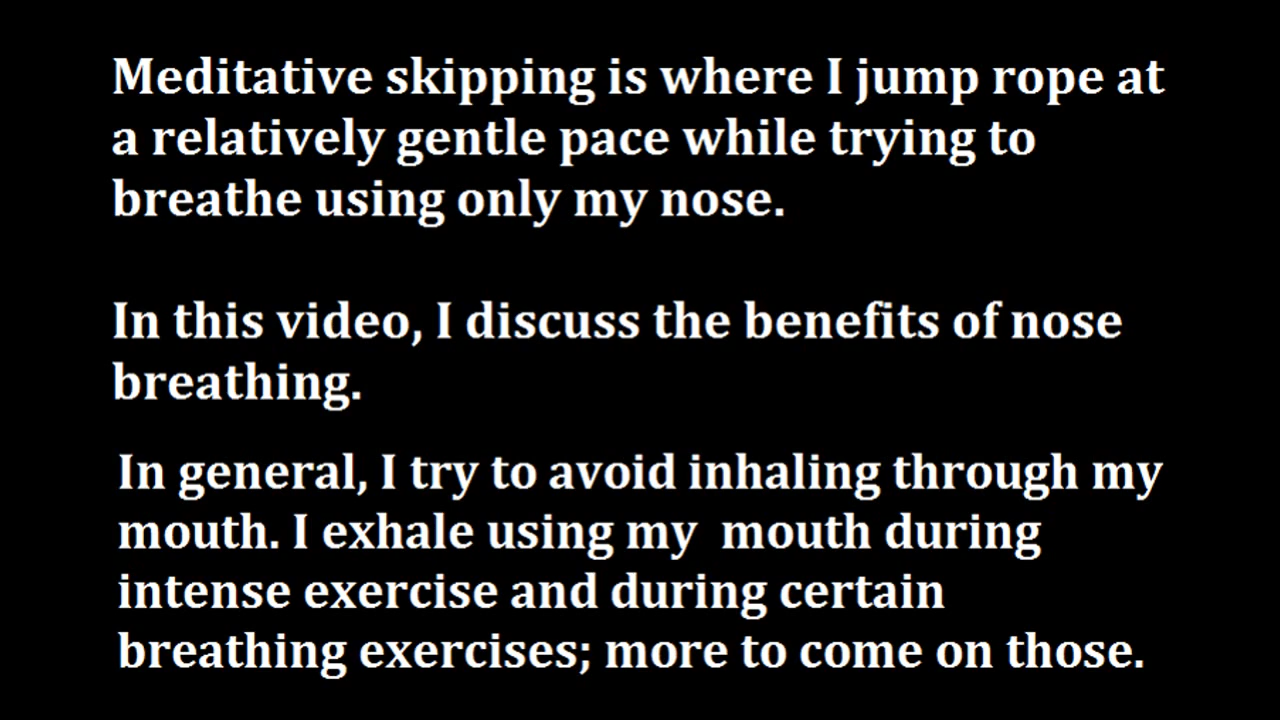 Meditative skipping is where I jump rope at
a relatively gentle pace while trying to
breathe using only my nose.
In this video, I discuss the benefits of nose
breathing.
In general, I try to avoid inhaling through my
mouth. I exhale using my  mouth during
intense exercise and during certain
breathing exercises; more to come on those.